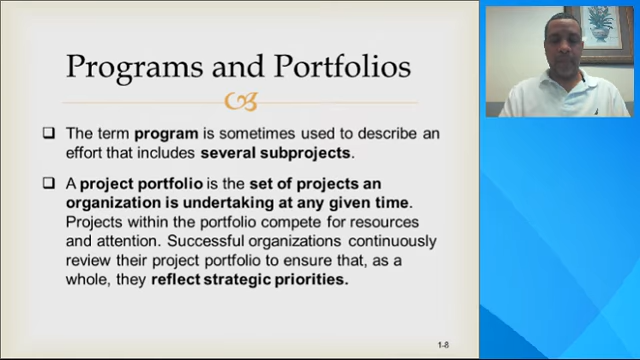 Programs and Portfolios
The term program is sometimes used to describe an
effort that includes several subprojects.
A project portfolio is the set of projects an
organization is undertaking at any given time.
Projects within the portfolio compete for resources
and attention. Successful organizations continuously
review their project portfolio to ensure that, as a
whole, they reflect strategic priorities.
1-8